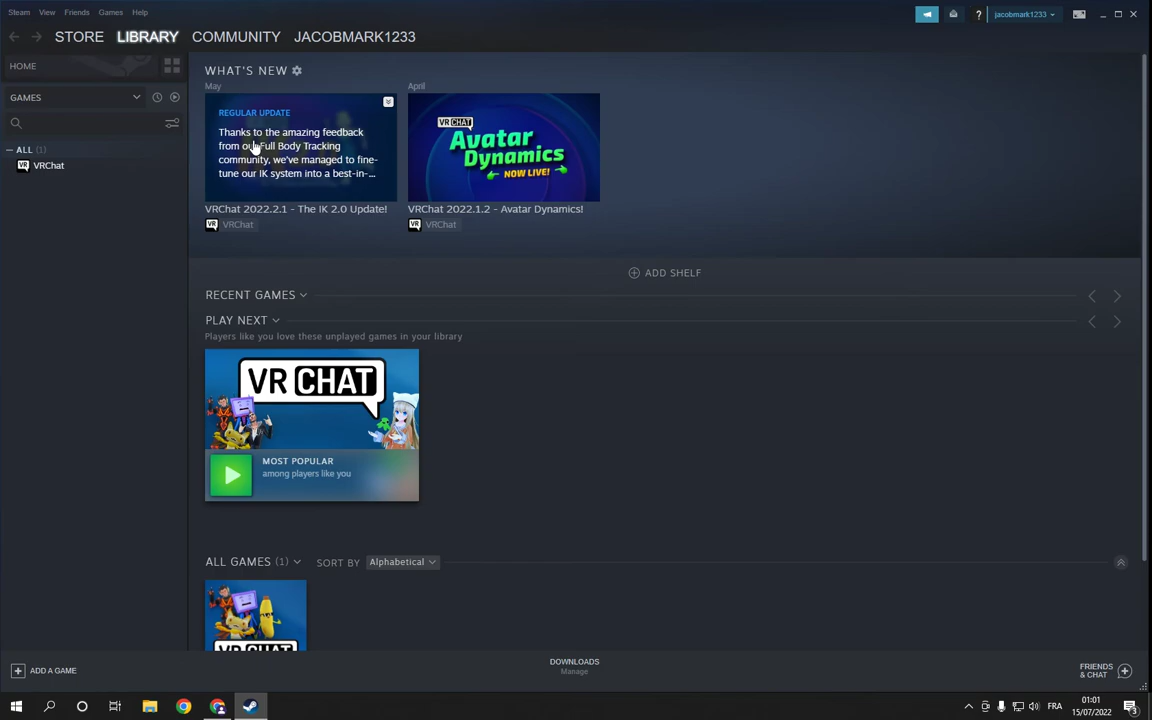 Steam View Friends Games Help
jacobmark1233
STORE LIBRARY COMMUNITY JACOBMARK1233
HOME
GAMES
ALL (1)
VRChat
WHAT'S NEW
May
REGULAR UPDATE
Thanks to the amazing feedback
from our Full Body Tracking
community, we've managed to fine-
tune our IK system into a best-in-...
VRChat 2022.2.1 - The IK 2.0 Update!
VRChat
April
VRCHAT
Avatar
Dynamics
NOW LIVE!
VRChat 2022.1.2 - Avatar Dynamics!
VRChat
ADD SHELF
RECENT GAMES
PLAY NEXT
Players like you love these unplayed games in your library
VR CHAT
MOST POPULAR
among players like you
ALL GAMES (1) SORT BY Alphabetical
VRCHAT
ADD A GAME
DOWNLOADS
Manage
FRIENDS
& CHAT
FRA
01:01
15/07/2022
3